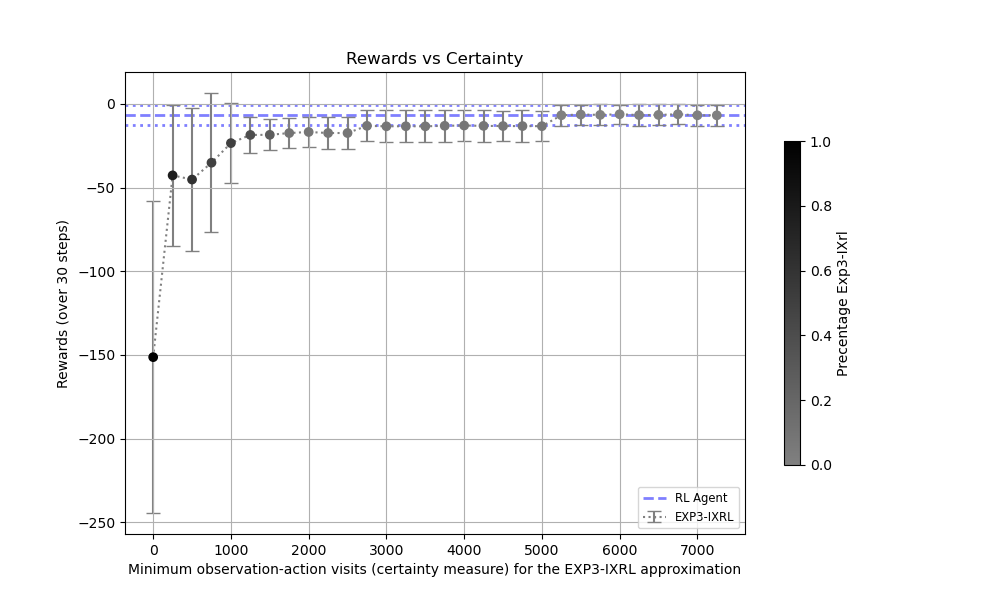 Rewards vs Certainty
Rewards (over 30 steps)
0
−50
−100
−150
−200
−250
0 1000 2000 3000 4000 5000 6000 7000
Minimum observation-action visits (certainty measure) for the EXP3-IXRL approximation
RL Agent
EXP3-IXRL
1.0
0.8
0.6
0.4
0.2
0.0
Precentage Exp3-IXrl